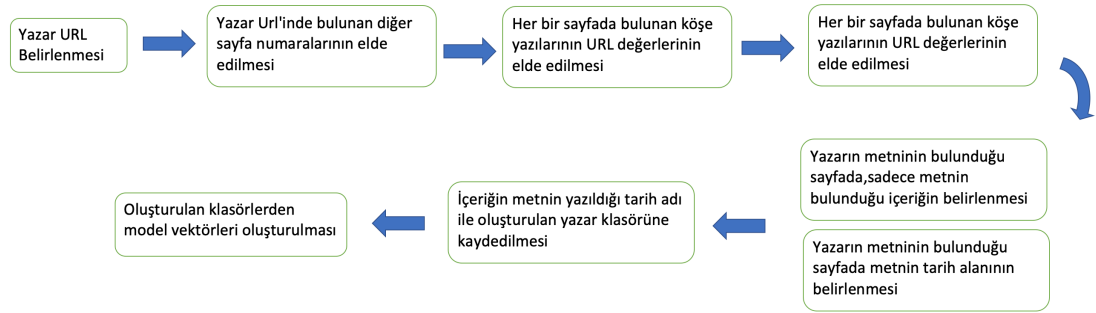 Yazar URL
Belirlenmesi
Yazar Url'inde bulunan diğer
sayfa numaralarının elde
edilmesi
Her bir sayfada bulunan köşe
yazılarının URL değerlerinin
elde edilmesi
Her bir sayfada bulunan köşe
yazılarının URL değerlerinin
elde edilmesi
Yazarın metninin bulunduğu
sayfada,sadece metnin
bulunduğu içeriğin belirlenmesi
Yazarın metninin bulunduğu
sayfada metnin tarih alanının
belirlenmesi
İçeriğin metnin yazıldığı tarih adı
ile oluşturulan yazar klasörüne
kaydedilmesi
Oluşturulan klasörlerden
model vektörleri oluşturulması